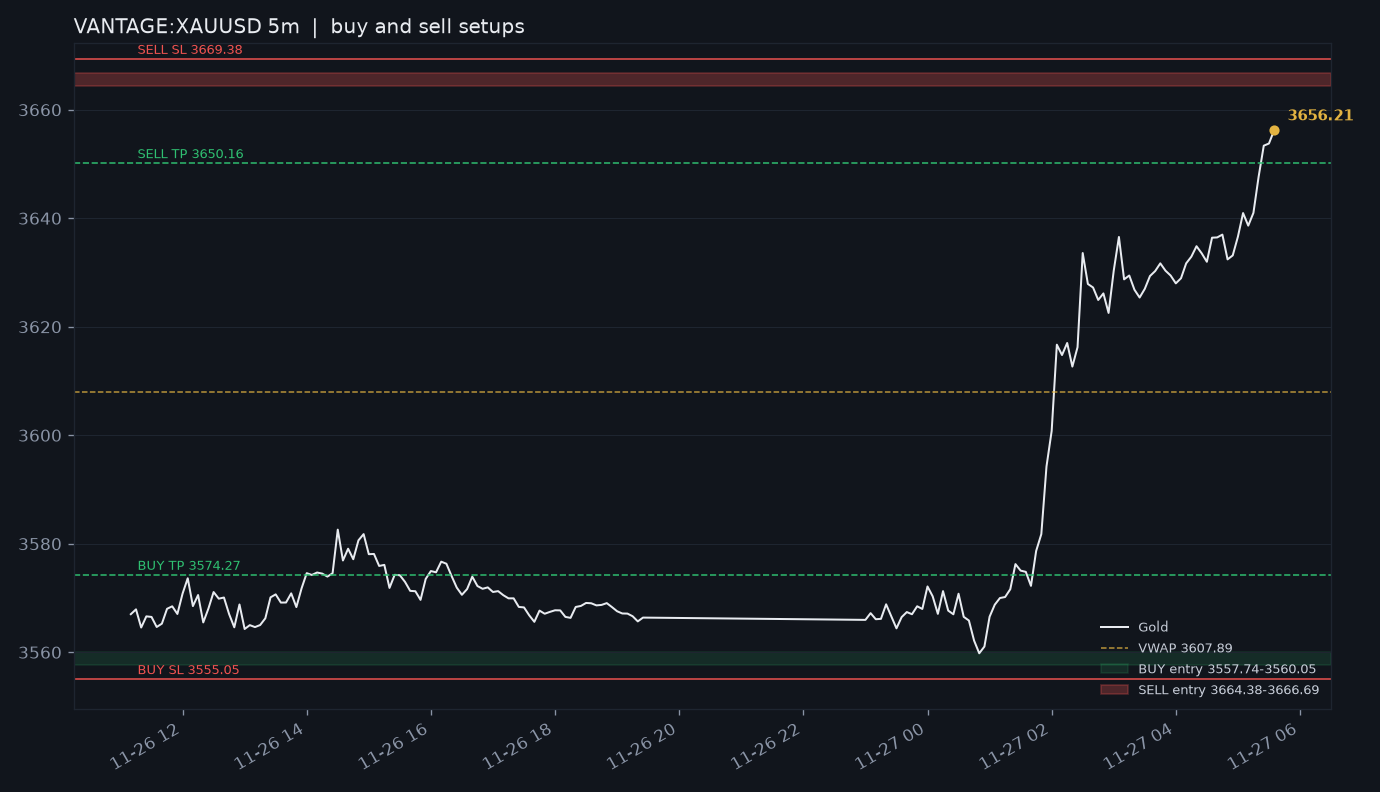 VANTAGE:XAUUSD 5m | buy and sell setups
SELL SL 3669.38
3660
3656.21
SELL TP 3650.16
3640
3620
3600
3580
BUY TP 3574.27
3560
BUY SL 3555.05
Gold
VWAP 3607.89
BUY entry 3557.74-3560.05
SELL entry 3664.38-3666.69
11-26 12
11-26 14
11-26 16
11-26 18
11-26 20
11-26 22
11-27 00
11-27 02
11-27 04
11-27 06